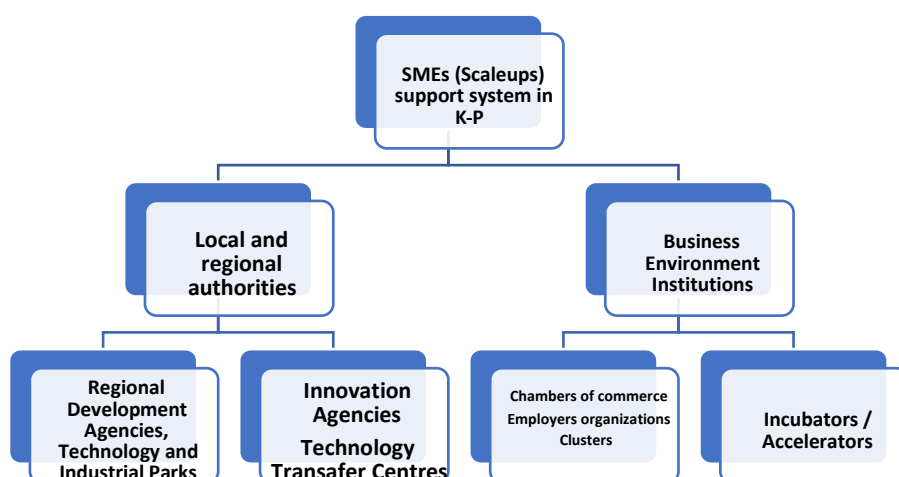 SMEs (Scaleups)
support system in
K-P
Local and
regional
authorities
Business
Environment
Institutions
Regional
Development
Agencies,
Technology and
Industrial Parks
Innovation
Agencies
Technology
Transafer Centres
Chambers of commerce
Employers organizations
Clusters
Incubators /
Accelerators